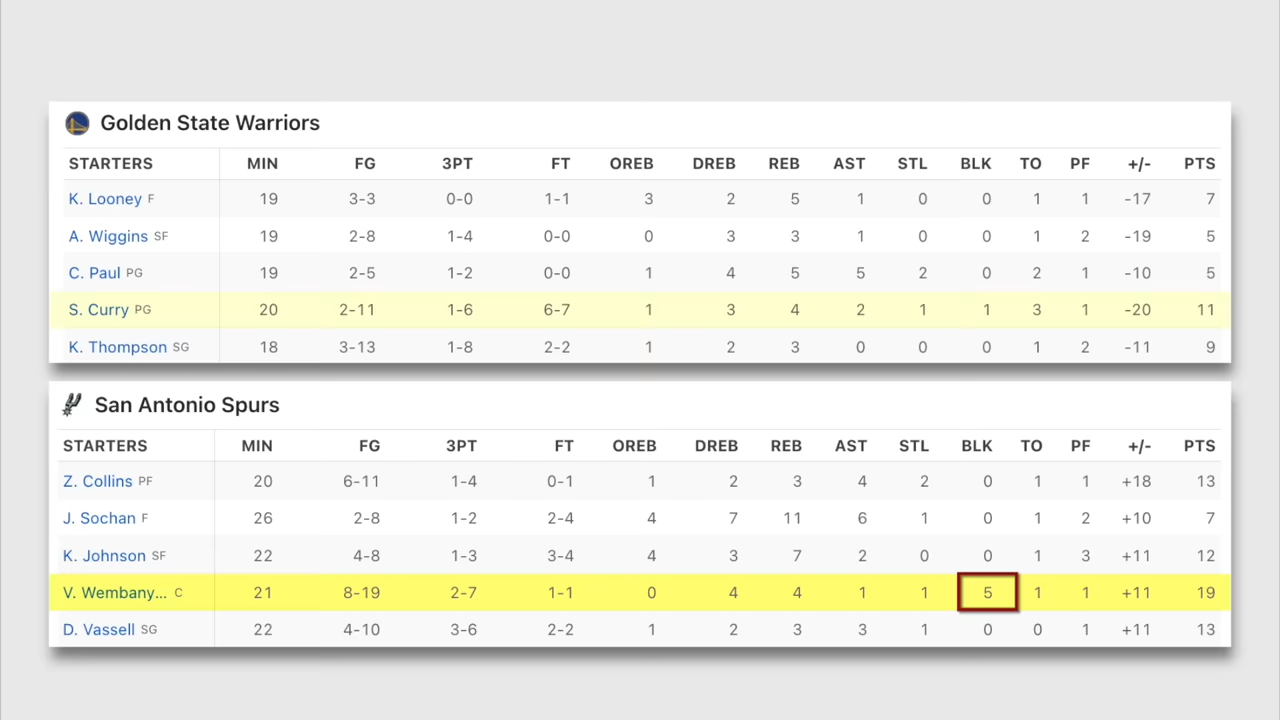 Golden State Warriors
STARTERS MIN FG 3PT FT OREB DREB REB AST STL BLK TO PF +/- PTS
K. Looney F 19 3-3 0-0 1-1 3 2 5 1 0 0 1 1 -17 7
A. Wiggins SF 19 2-8 1-4 0-0 0 3 3 1 0 0 1 2 -19 5
C. Paul PG 19 2-5 1-2 0-0 1 4 5 5 2 0 2 1 -10 5
S. Curry PG 20 2-11 1-6 6-7 1 3 4 2 1 1 3 1 -20 11
K. Thompson SG 18 3-13 1-8 2-2 1 2 3 0 0 0 1 2 -11 9
San Antonio Spurs
STARTERS MIN FG 3PT FT OREB DREB REB AST STL BLK TO PF +/- PTS
Z. Collins PF 20 6-11 1-4 0-1 1 2 3 4 2 0 1 1 +18 13
J. Sochan F 26 2-8 1-2 2-4 4 7 11 6 1 0 1 2 +10 7
K. Johnson SF 22 4-8 1-3 3-4 4 3 7 2 0 0 1 3 +11 12
V. Wembany... C 21 8-19 2-7 1-1 0 4 4 1 1 5 1 1 +11 19
D. Vassell SG 22 4-10 3-6 2-2 1 2 3 3 1 0 0 1 +11 13